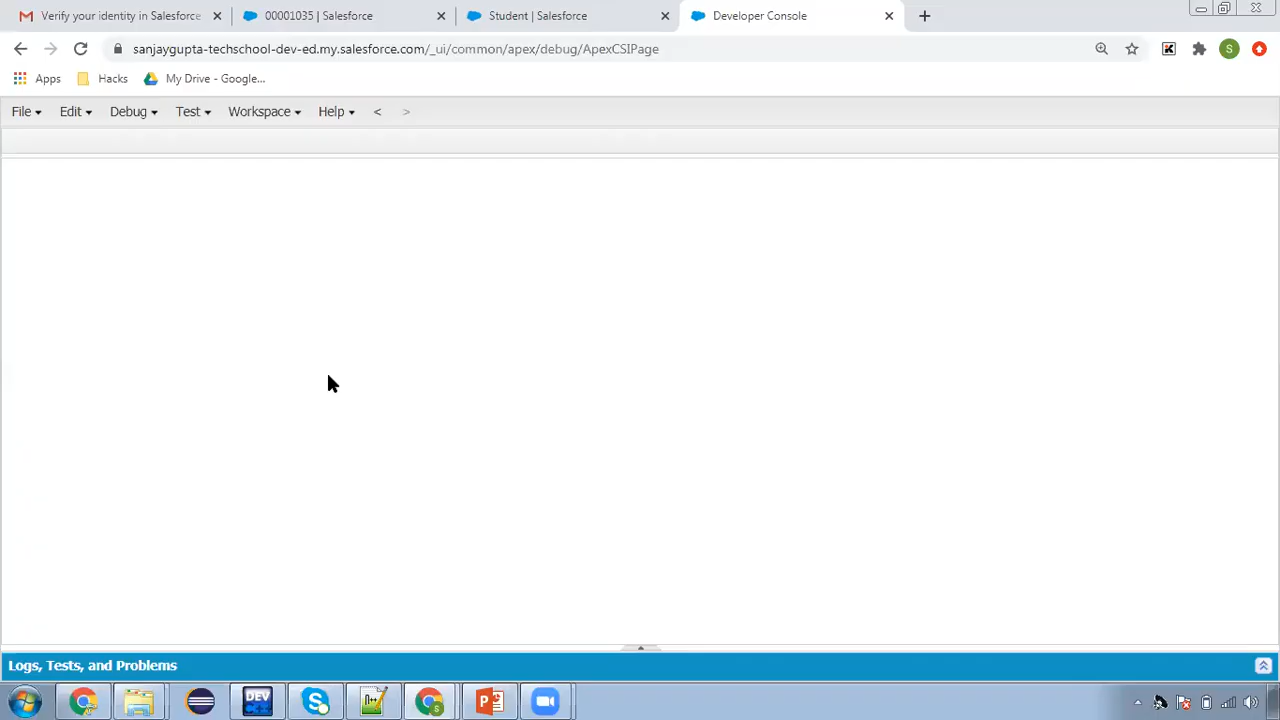 Verify your identity in Salesforce
00001035 | Salesforce
Student | Salesforce
Developer Console
sanjaygupta-techschool-dev-ed.my.salesforce.com/_ui/common/apex/debug/ApexCSIPage
S
Apps
Hacks
My Drive - Google...
File
Edit
Debug
Test
Workspace
Help
<
>
Logs, Tests, and Problems
DEV
C++